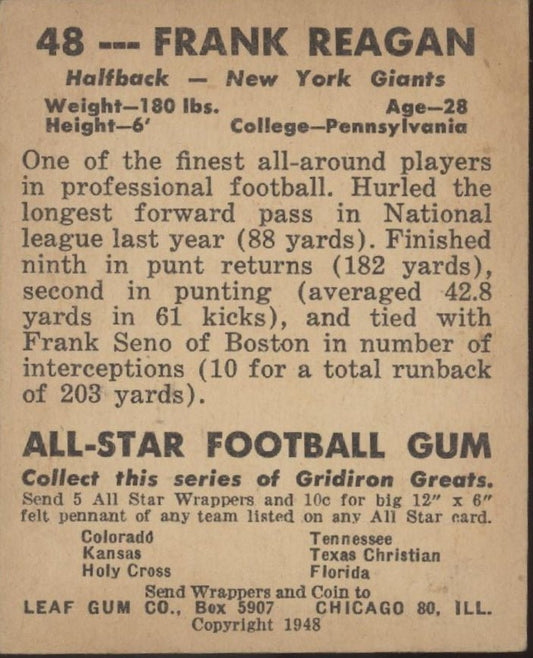 48 --- FRANK REAGAN
Halfback — New York Giants
Weight—180 lbs. Age—28
Height—6' College—Pennsylvania
One of the finest all-around players
in professional football. Hurled the
longest forward pass in National
league last year (88 yards). Finished
ninth in punt returns (182 yards),
second in punting (averaged 42.8
yards in 61 kicks), and tied with
Frank Seno of Boston in number of
interceptions (10 for a total runback
of 203 yards).
ALL-STAR FOOTBALL GUM
Collect this series of Gridiron Greats.
Send 5 All Star Wrappers and 10c for big 12" x 6"
felt pennant of any team listed on any All Star card.
Colorado Tennessee
Kansas Texas Christian
Holy Cross Florida
Send Wrappers and Coin to
LEAF GUM CO., Box 5907 CHICAGO 80, ILL.
Copyright 1948